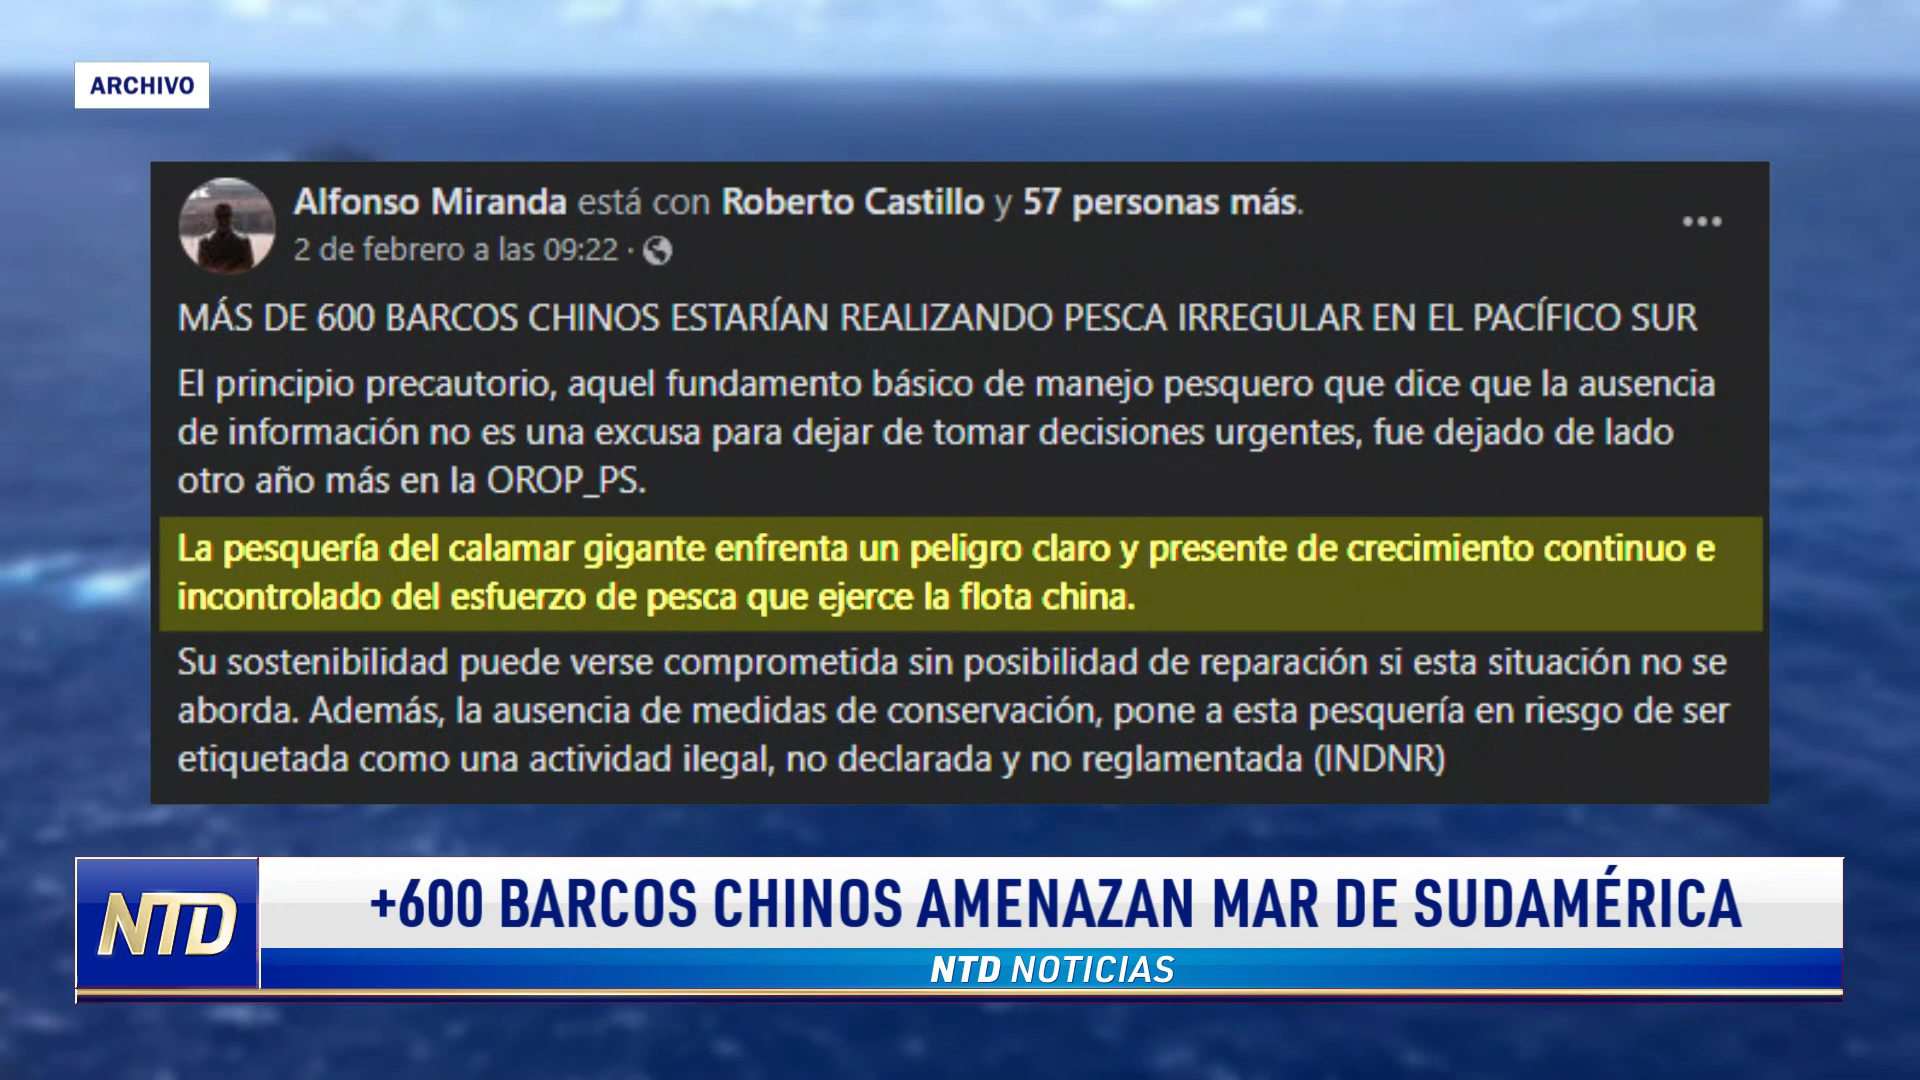 ARCHIVO
Alfonso Miranda está con Roberto Castillo y 57 personas más.
2 de febrero a las 09:22 ·
MÁS DE 600 BARCOS CHINOS ESTARÍAN REALIZANDO PESCA IRREGULAR EN EL PACÍFICO SUR
El principio precautorio, aquel fundamento básico de manejo pesquero que dice que la ausencia
de información no es una excusa para dejar de tomar decisiones urgentes, fue dejado de lado
otro año más en la OROP_PS.
La pesquería del calamar gigante enfrenta un peligro claro y presente de crecimiento continuo e
incontrolado del esfuerzo de pesca que ejerce la flota china.
Su sostenibilidad puede verse comprometida sin posibilidad de reparación si esta situación no se
aborda. Además, la ausencia de medidas de conservación, pone a esta pesquería en riesgo de ser
etiquetada como una actividad ilegal, no declarada y no reglamentada (INDNR)
NTD
+600 BARCOS CHINOS AMENAZAN MAR DE SUDAMÉRICA
NTD NOTICIAS